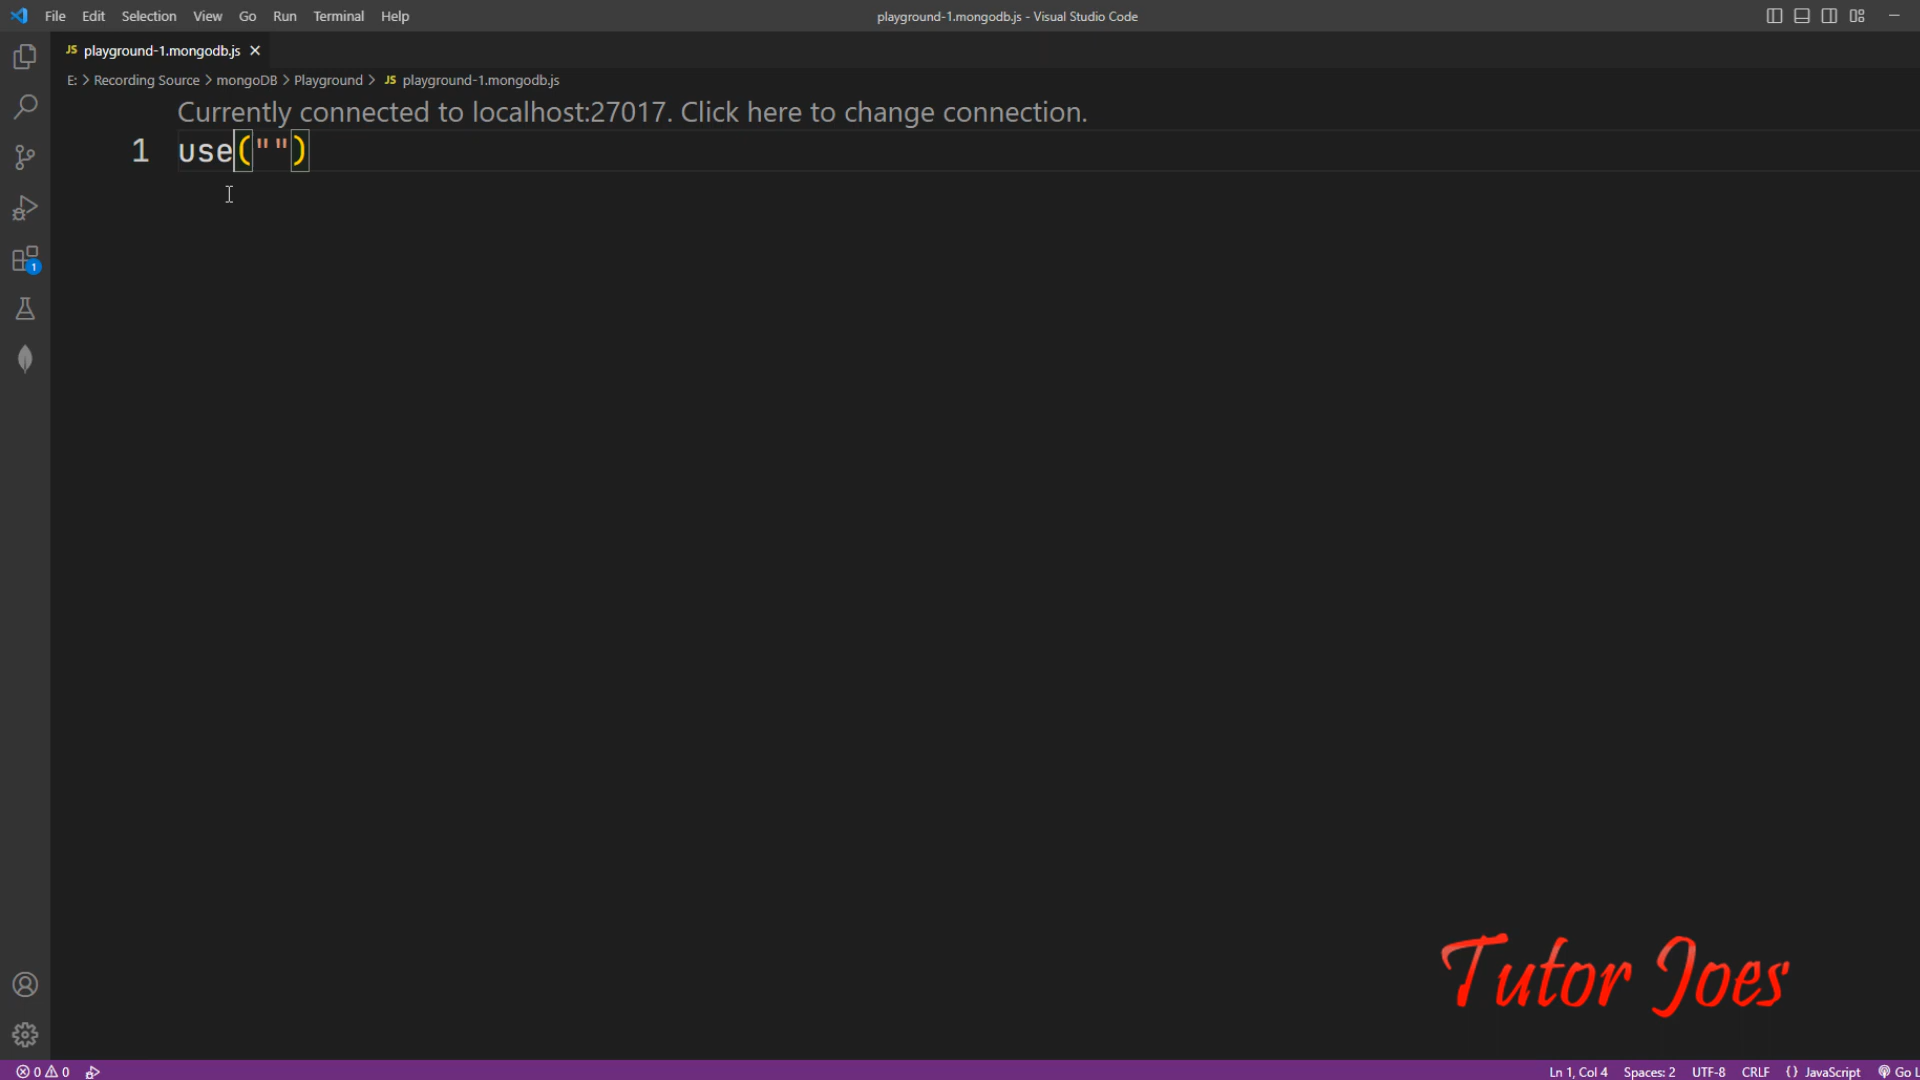 File Edit Selection View Go Run Terminal Help
playground-1.mongodb.js - Visual Studio Code
JS playground-1.mongodb.js
E: > Recording Source > mongoDB > Playground > JS playground-1.mongodb.js
Currently connected to localhost:27017. Click here to change connection.
1 use("")
1
Tutor Joes
0 0 Ln 1, Col 4 Spaces: 2 UTF-8 CRLF {} JavaScript Go L